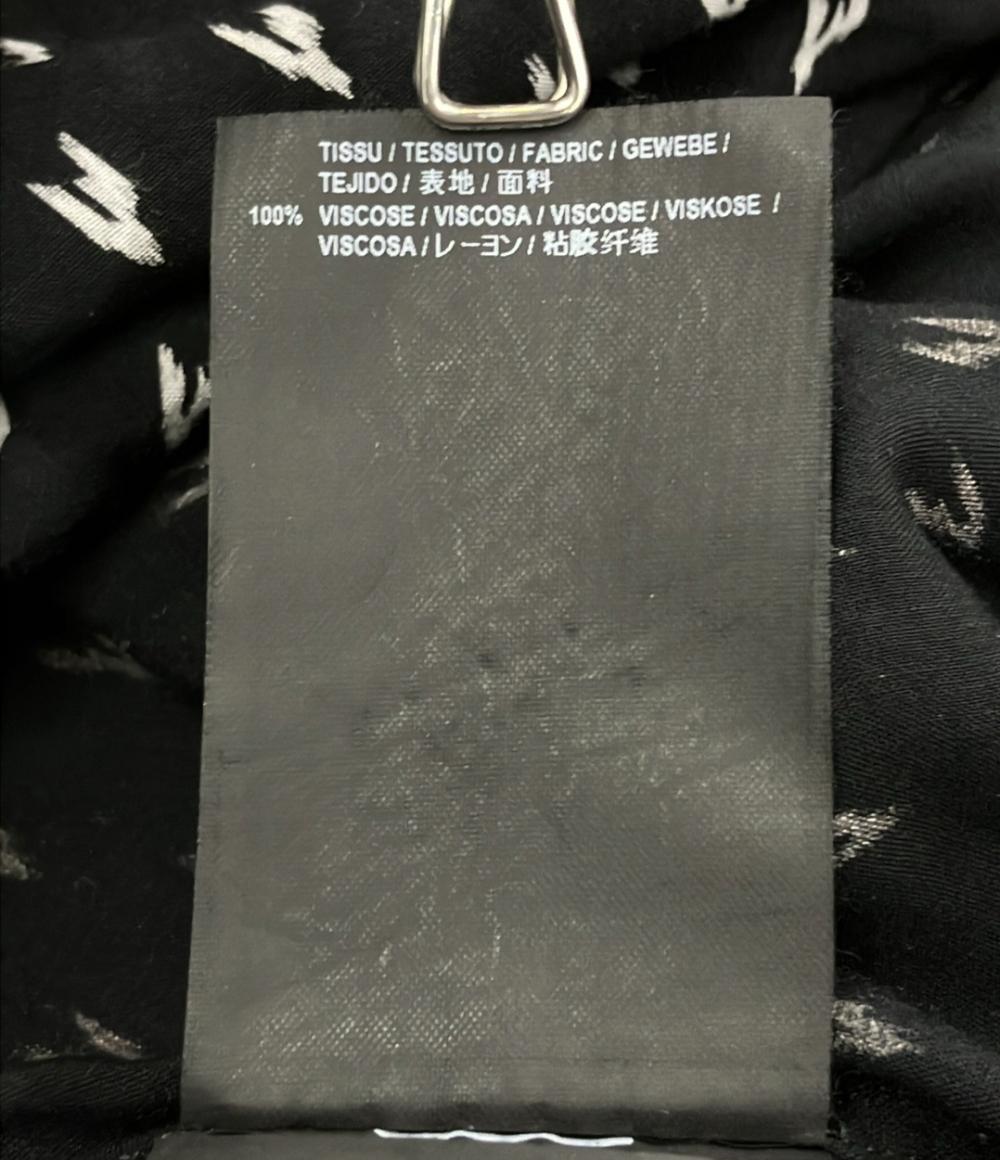 TISSU / TESSUTO / FABRIC / GEWEBE /
TEJIDO / 表地 / 面料
100% VISCOSE / VISCOSA / VISCOSE / VISKOSE /
VISCOSA / レーヨン / 粘胶纤维